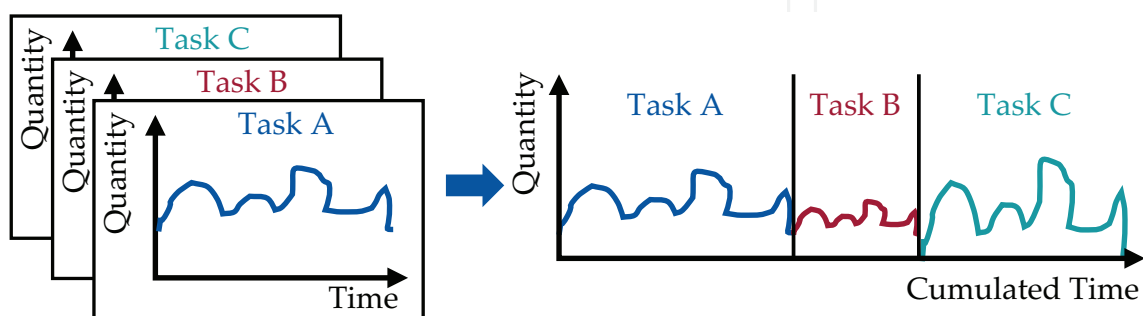 Task C
Quantity
Task B
Quantity
Task A
Quantity
Time
Quantity
Task A
Task B
Task C
Cumulated Time